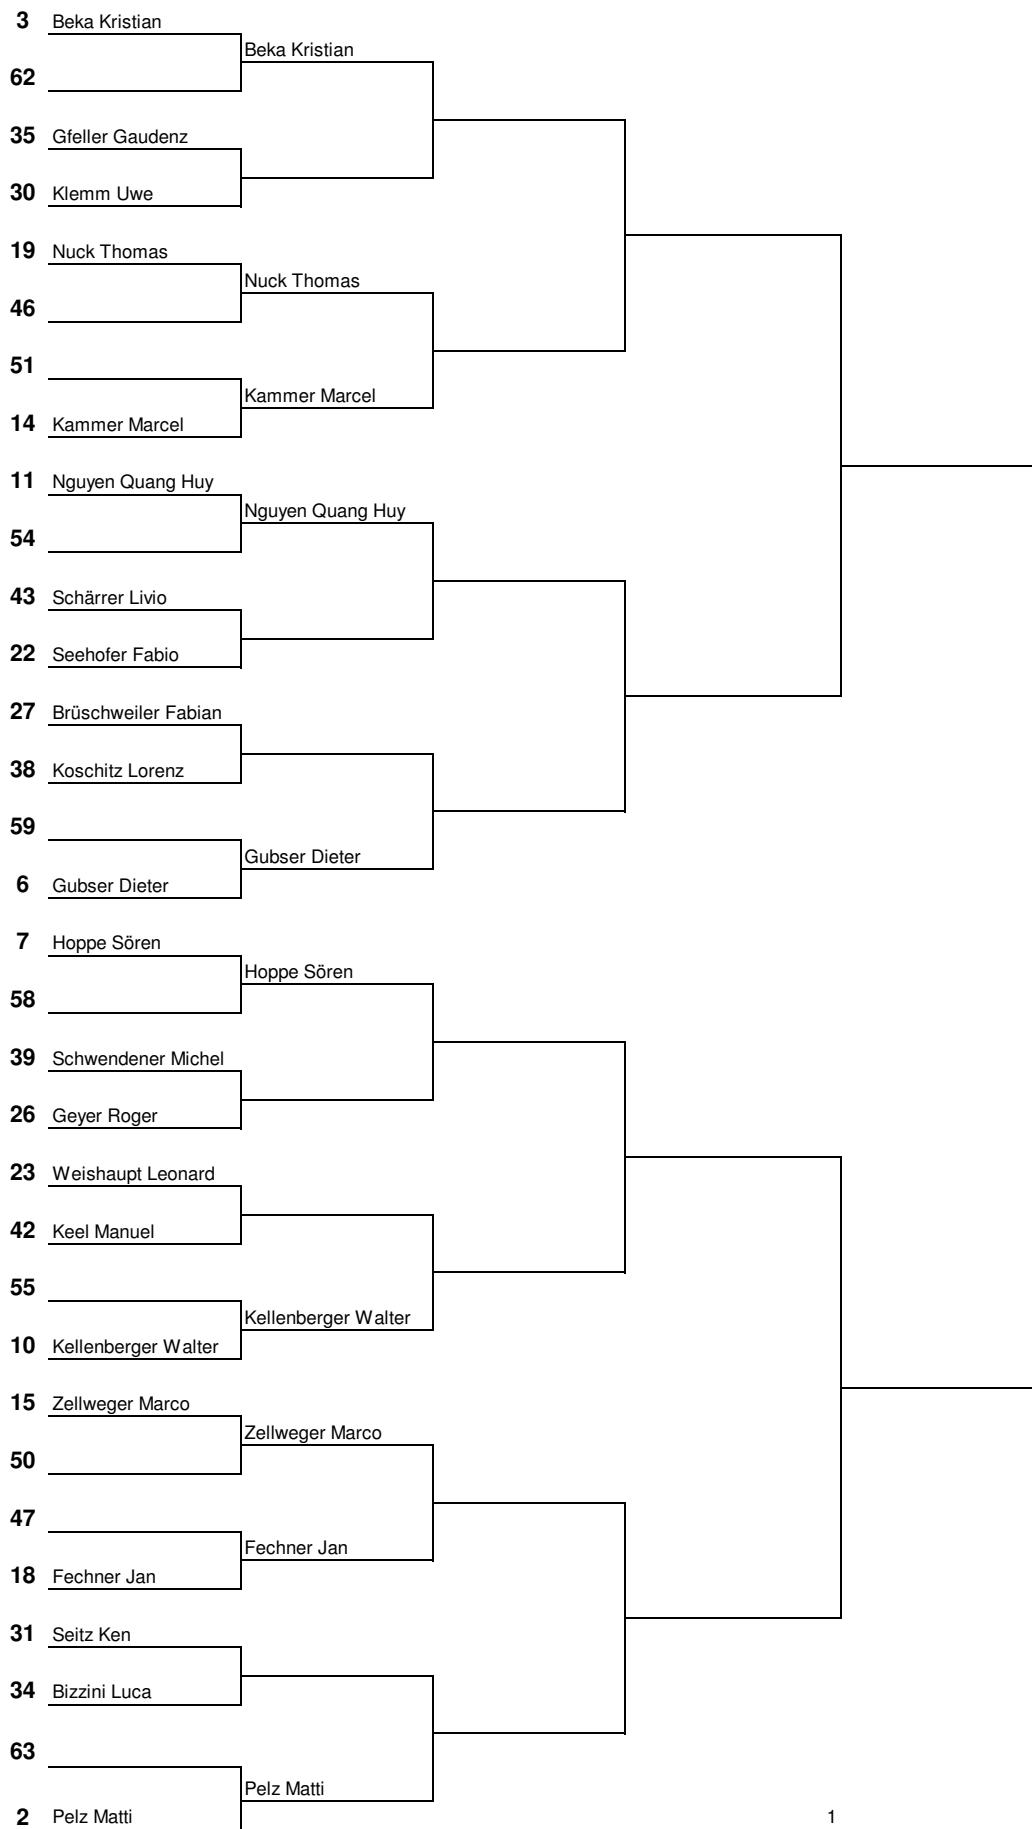 3 Beka Kristian
Beka Kristian
62
35 Gfeller Gaudenz
30 Klemm Uwe
19 Nuck Thomas
Nuck Thomas
46
51
Kammer Marcel
14 Kammer Marcel
11 Nguyen Quang Huy
Nguyen Quang Huy
54
43 Schärrer Livio
22 Seehofer Fabio
27 Brüschweiler Fabian
38 Koschitz Lorenz
59
Gubser Dieter
6 Gubser Dieter
7 Hoppe Sören
Hoppe Sören
58
39 Schwendener Michel
26 Geyer Roger
23 Weishaupt Leonard
42 Keel Manuel
55
Kellenberger Walter
10 Kellenberger Walter
15 Zellweger Marco
Zellweger Marco
50
47
Fechner Jan
18 Fechner Jan
31 Seitz Ken
34 Bizzini Luca
63
Pelz Matti
2 Pelz Matti 1